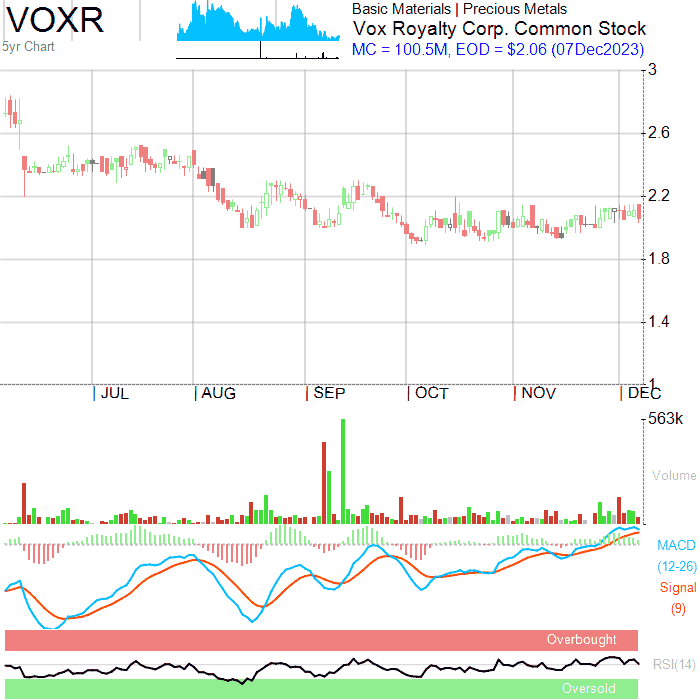 VOXR
5yr Chart
Basic Materials | Precious Metals
Vox Royalty Corp. Common Stock
MC = 100.5M, EOD = $2.06 (07Dec2023)
3
2.6
2.2
1.8
1.4
1
JUL AUG SEP OCT NOV DEC
563k
Volume
MACD
(12-26)
Signal
(9)
Overbought
RSI(14)
Oversold